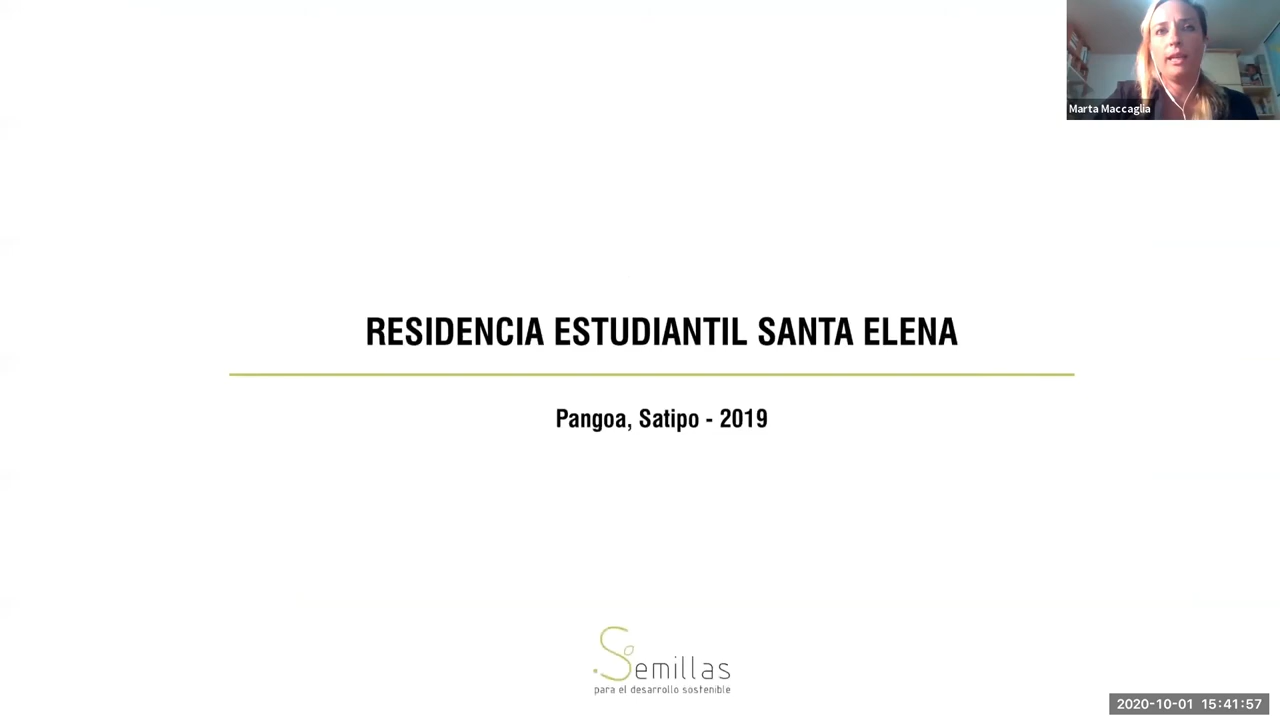 Marta Maccaglia
RESIDENCIA ESTUDIANTIL SANTA ELENA
Pangoa, Satipo - 2019
Semillas
para el desarrollo sostenible
2020-10-01 15:41:57